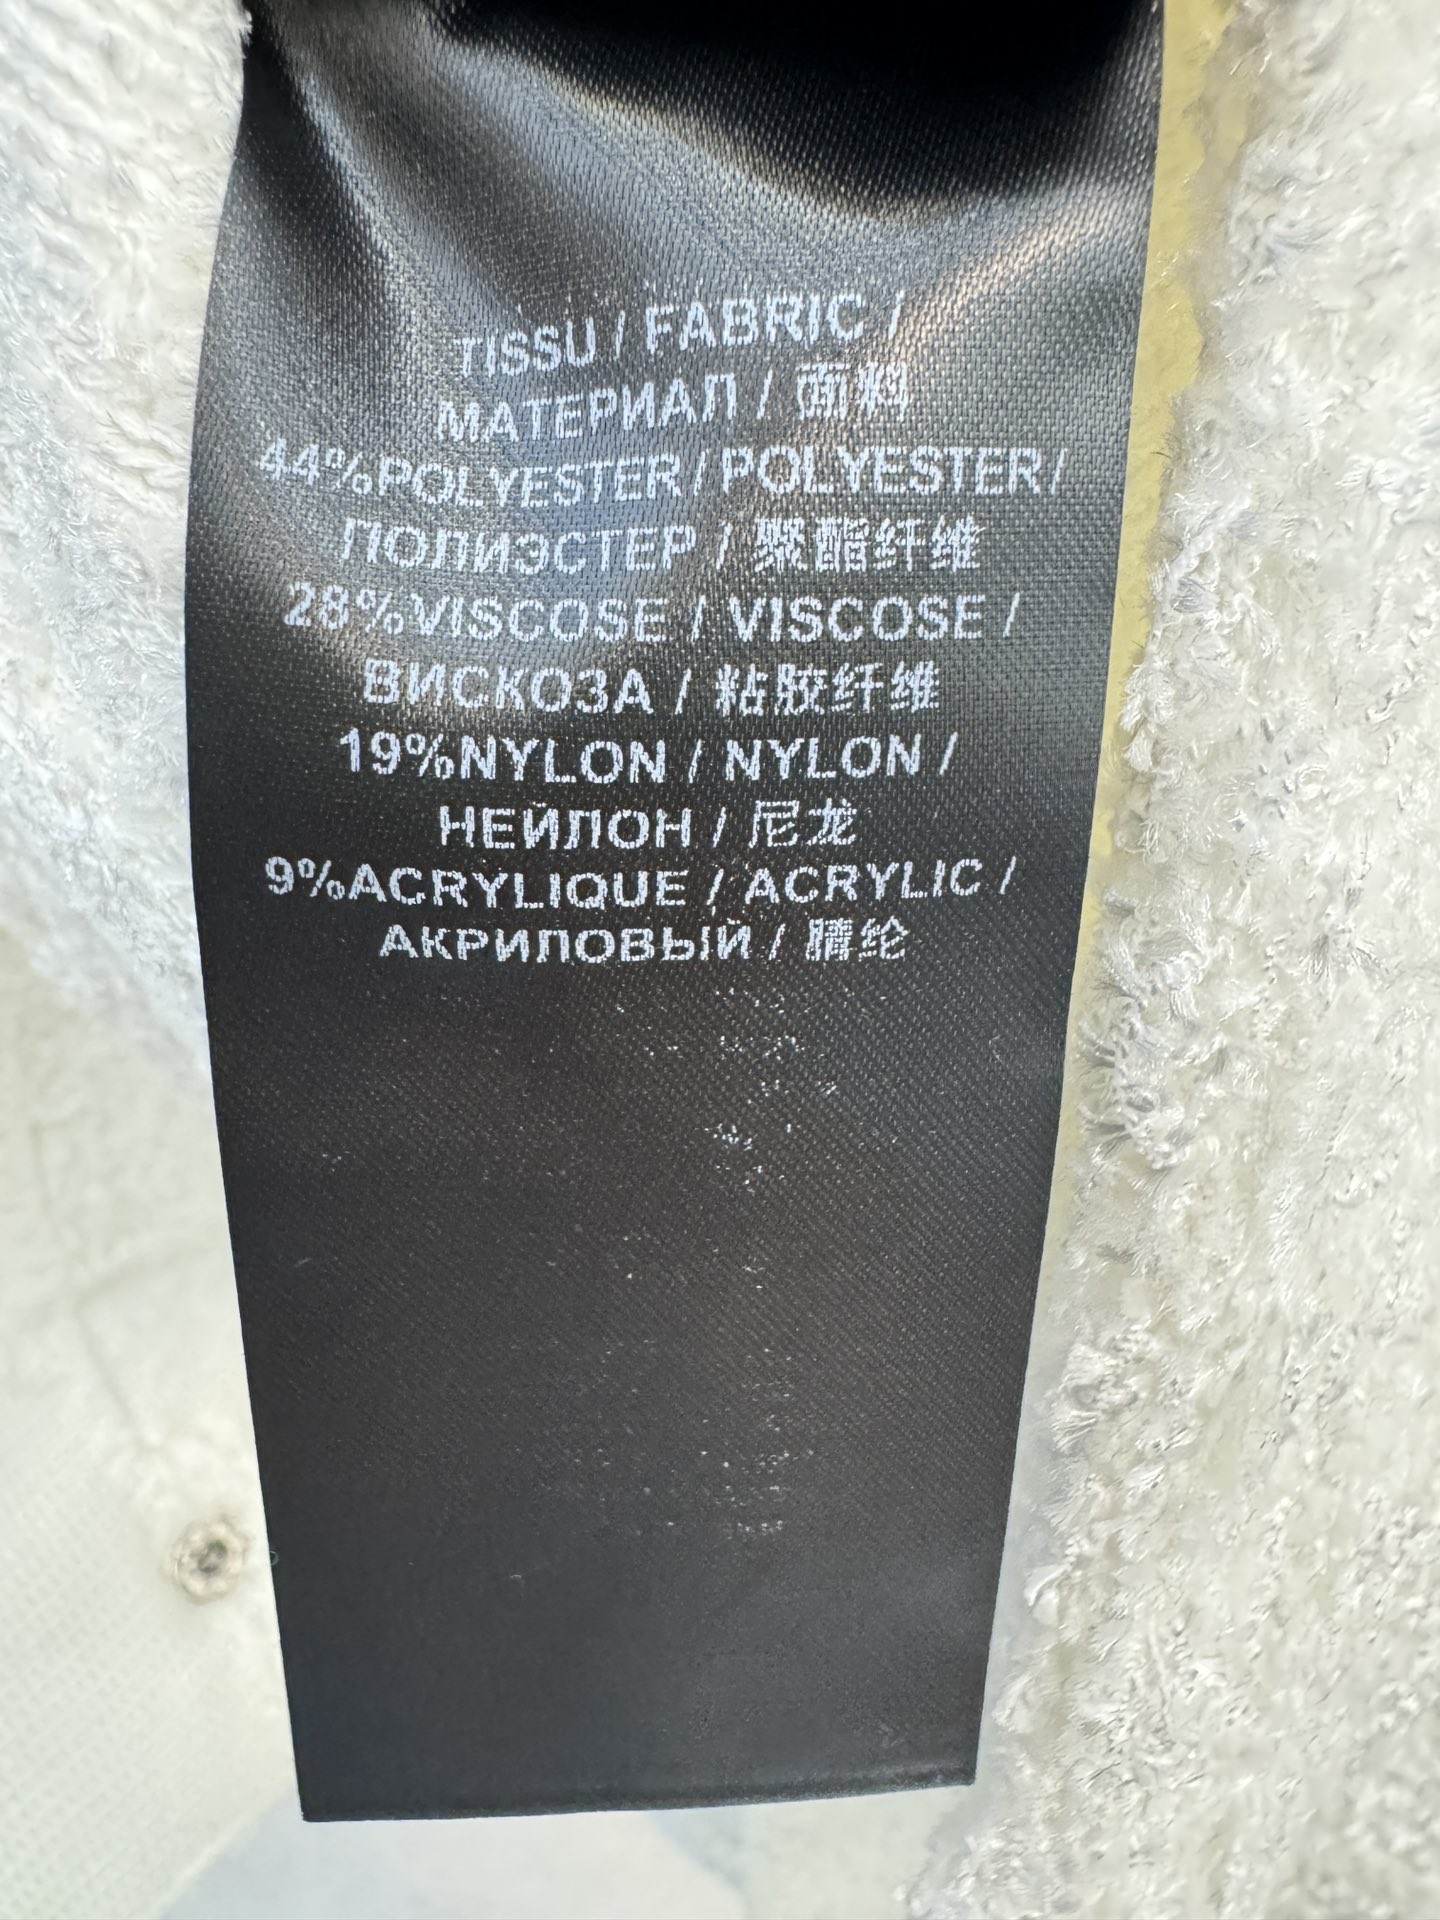 TISSU / FABRIC /
МАТЕРИАЛ / 面料
44%POLYESTER / POLYESTER /
ПОЛИЭСТЕР / 聚酯纤维
28%VISCOSE / VISCOSE /
ВИСКОЗА / 粘胶纤维
19%NYLON / NYLON /
НЕЙЛОН / 尼龙
9%ACRYLIQUE / ACRYLIC /
АКРИЛОВЫЙ / 腈纶